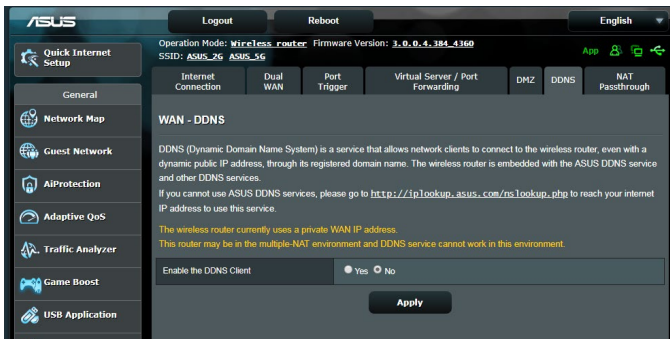 ASUS
Logout
Reboot
English
Quick Internet
Setup
General
Network Map
Guest Network
AiProtection
Adaptive QoS
Traffic Analyzer
Game Boost
USB Application
Operation Mode: Wireless router Firmware Version: 3.0.0.4.384_4360
SSID: ASUS_2G ASUS_5G
App
Internet
Connection
Dual
WAN
Port
Trigger
Virtual Server / Port
Forwarding
DMZ
DDNS
NAT
Passthrough
WAN - DDNS
DDNS (Dynamic Domain Name System) is a service that allows network clients to connect to the wireless router, even with a
dynamic public IP address, through its registered domain name. The wireless router is embedded with the ASUS DDNS service
and other DDNS services.
If you cannot use ASUS DDNS services, please go to http://iplookup.asus.com/nslookup.php to reach your internet
IP address to use this service.
The wireless router currently uses a private WAN IP address.
This router may be in the multiple-NAT environment and DDNS service cannot work in this environment.
Enable the DDNS Client
Yes No
Apply